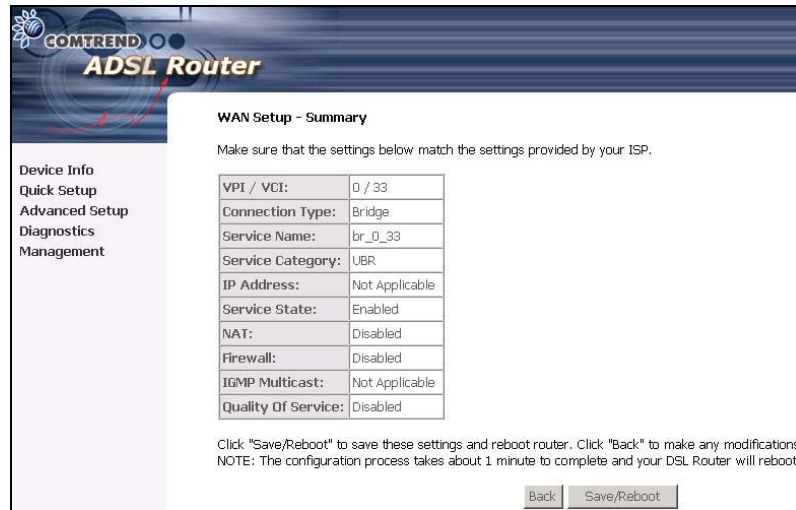 COMTREND
ADSL Router
Device Info
Quick Setup
Advanced Setup
Diagnostics
Management
WAN Setup - Summary
Make sure that the settings below match the settings provided by your ISP.
VPI / VCI: 0 / 33
Connection Type: Bridge
Service Name: br_0_33
Service Category: UBR
IP Address: Not Applicable
Service State: Enabled
NAT: Disabled
Firewall: Disabled
IGMP Multicast: Not Applicable
Quality Of Service: Disabled
Click "Save/Reboot" to save these settings and reboot router. Click "Back" to make any modifications
NOTE: The configuration process takes about 1 minute to complete and your DSL Router will reboot
Back Save/Reboot